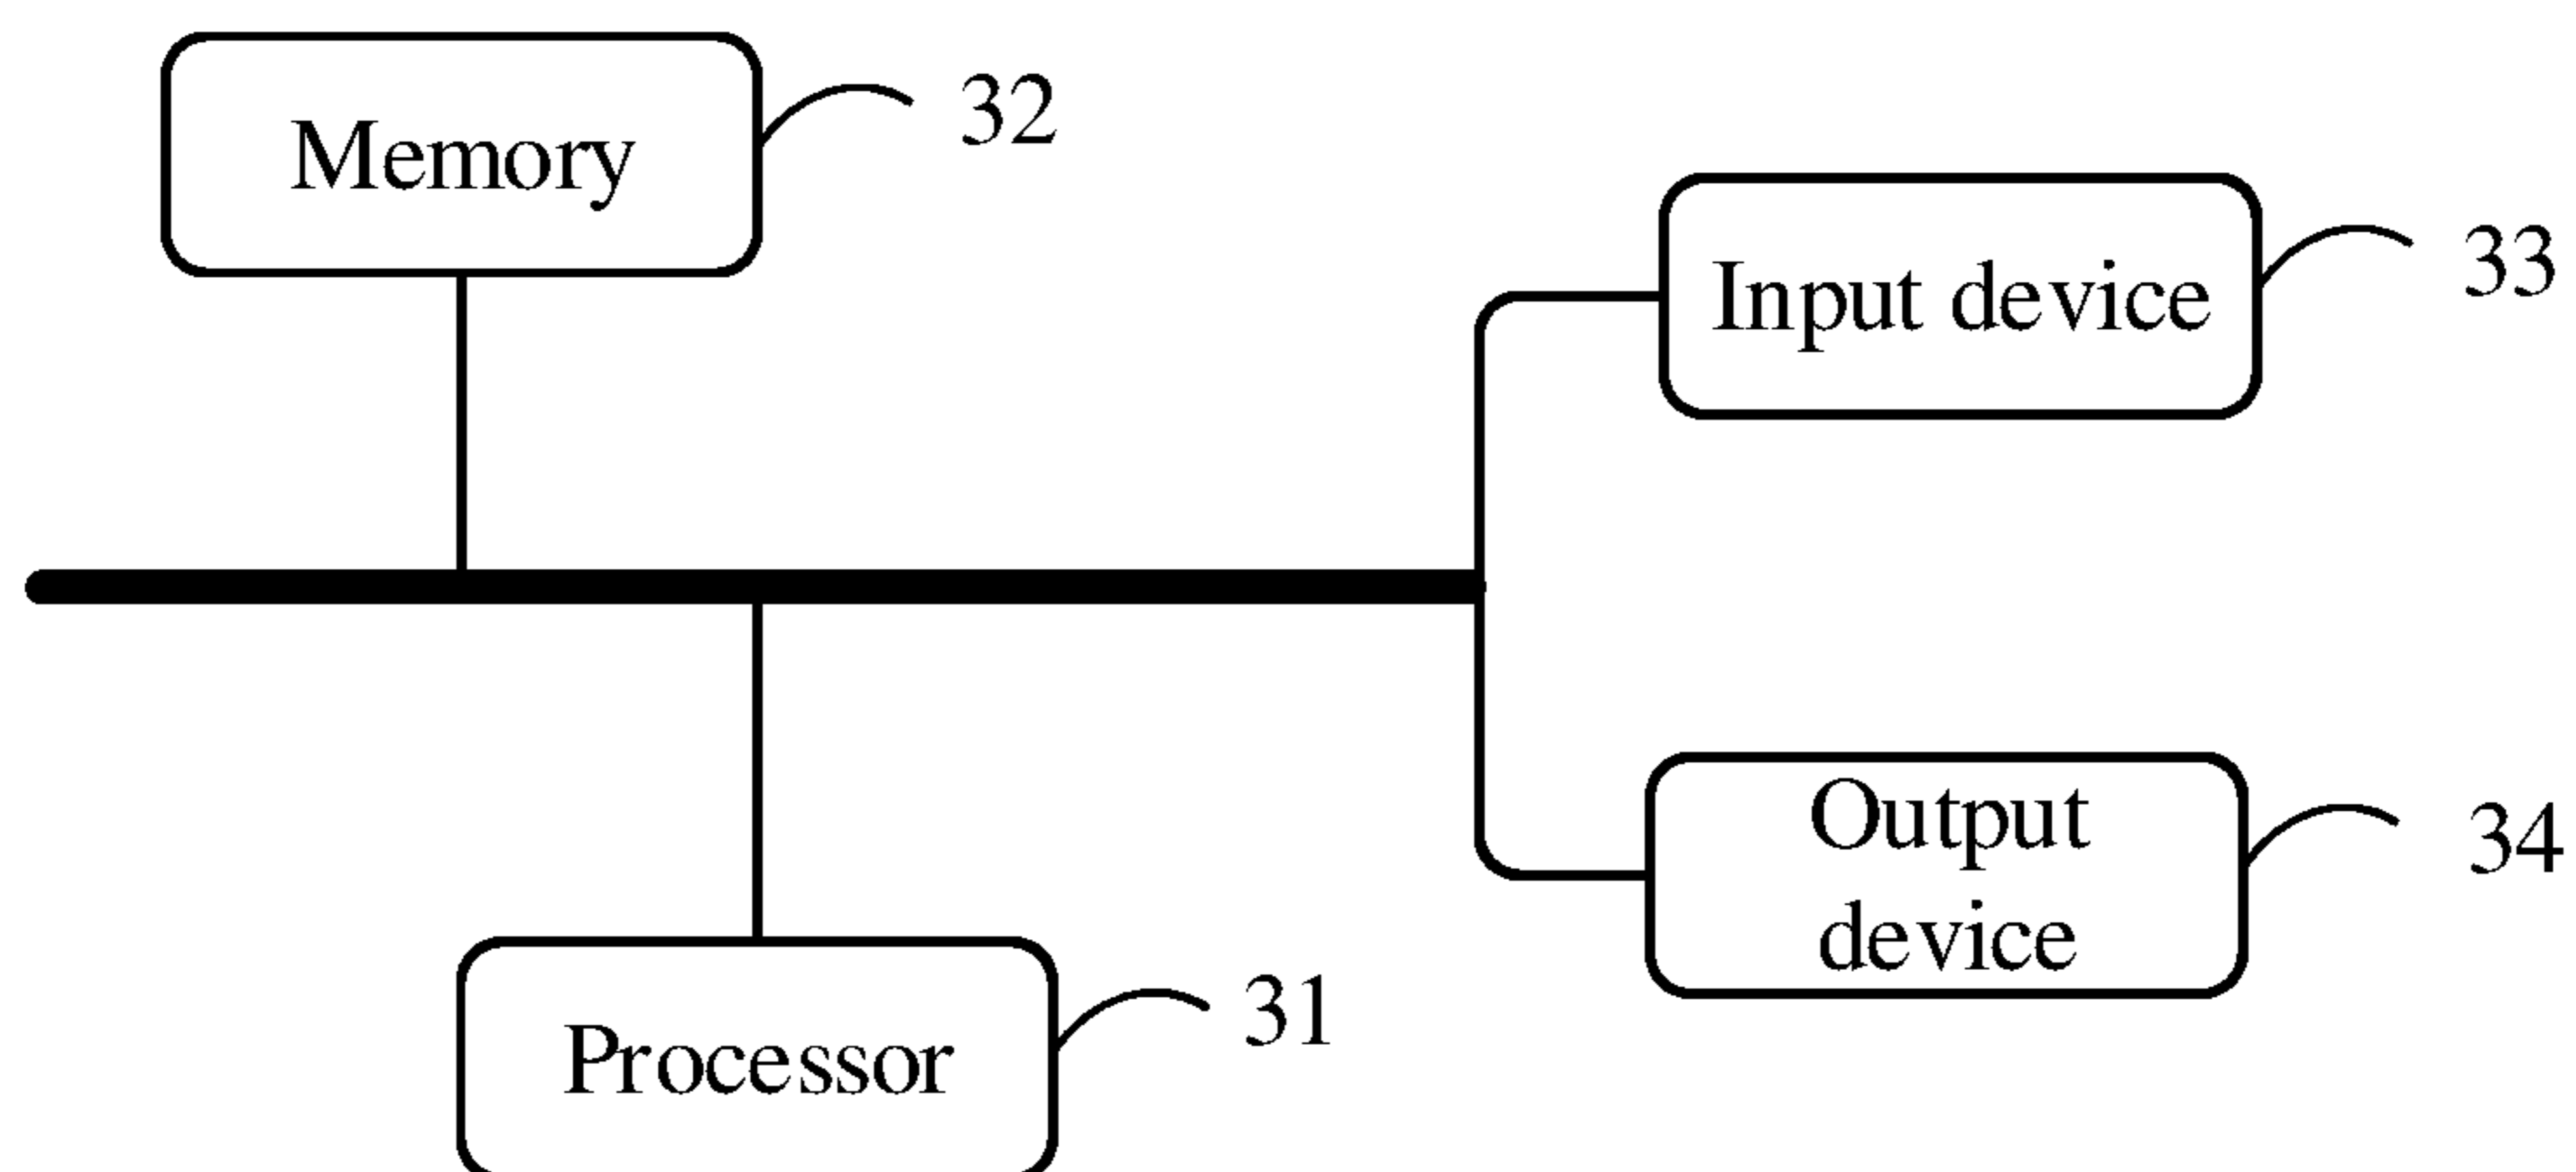 Memory
32
Input device
33
Output
device
34
Processor
31